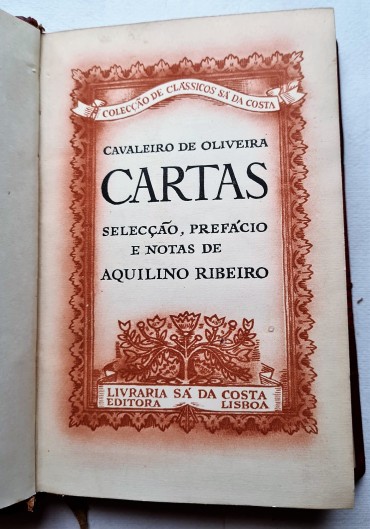 COLECÇÃO DE CLÁSSICOS SÁ DA COSTA
CAVALEIRO DE OLIVEIRA
CARTAS
SELECÇÃO, PREFÁCIO
E NOTAS DE
AQUILINO RIBEIRO
LIVRARIA SÁ DA COSTA
EDITORA LISBOA